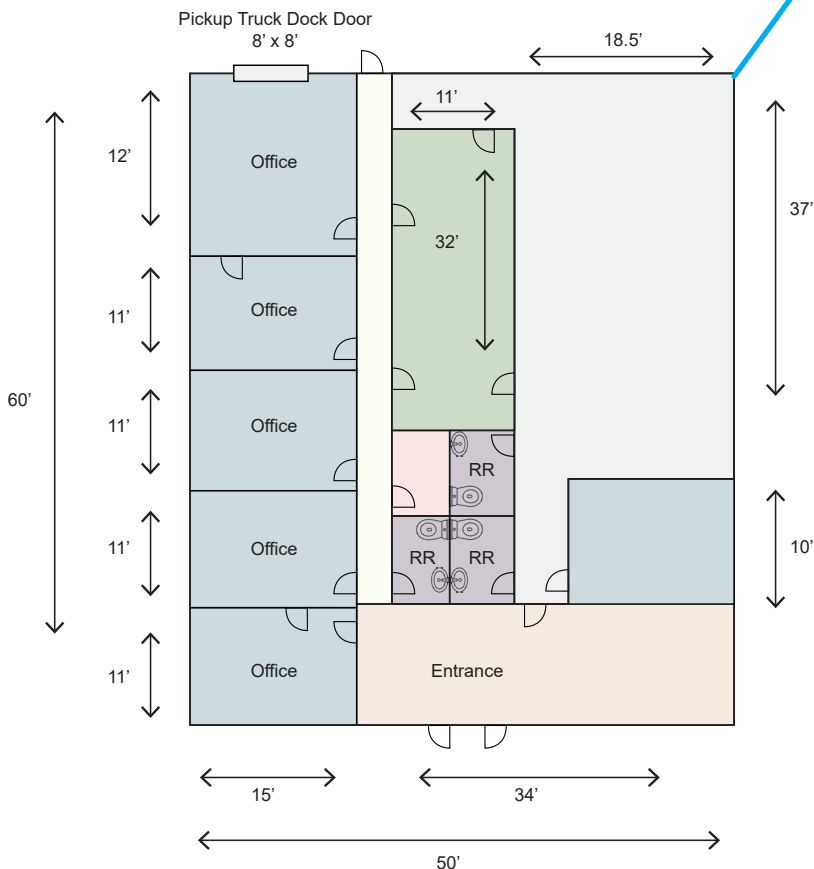 Pickup Truck Dock Door
8’ x 8’
18.5’
11’
12’
Office
37’
32’
11’
Office
60’
11’
Office
RR
11’
Office
RR
RR
10’
11’
Office
Entrance
15’
34’
50’